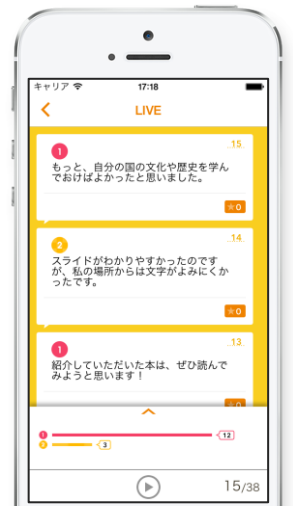 キャリア 17:18
LIVE
15
1
もっと、自分の国の文化や歴史を学ん
でおけばよかったと思いました。
★0
14
2
スライドがわかりやすかったのです
が、私の場所からは文字がよみにくか
ったです。
★0
13
1
紹介していただいた本は、ぜひ読んで
みようと思います！
★0
1 12
2 3
15/38